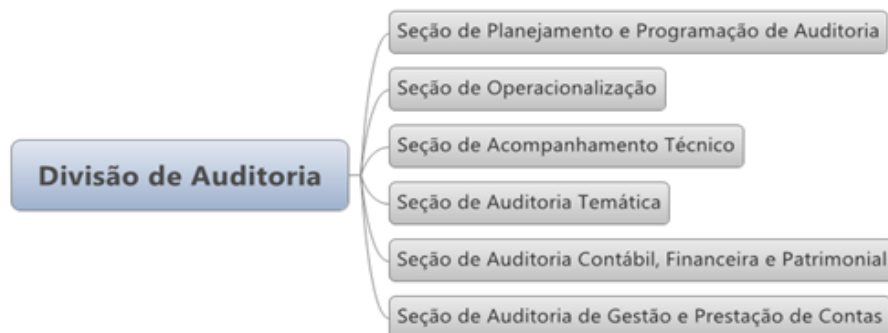 Divisão de Auditoria
Seção de Planejamento e Programação de Auditoria
Seção de Operacionalização
Seção de Acompanhamento Técnico
Seção de Auditoria Temática
Seção de Auditoria Contábil, Financeira e Patrimonial
Seção de Auditoria de Gestão e Prestação de Contas